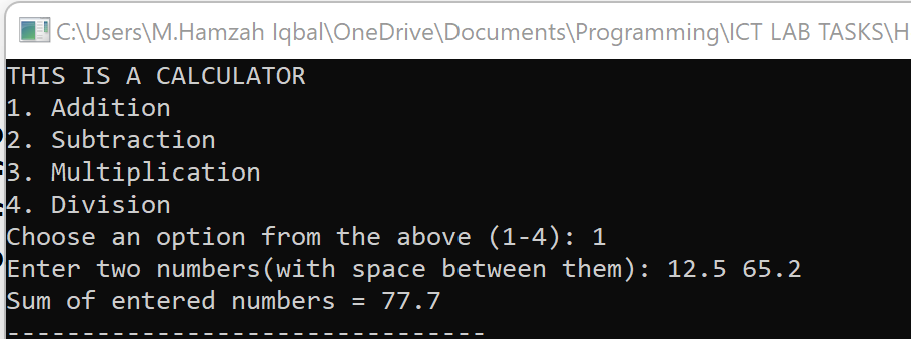 C:\Users\M.Hamzah Iqbal\OneDrive\Documents\Programming\ICT LAB TASKS\H
THIS IS A CALCULATOR
1. Addition
2. Subtraction
3. Multiplication
4. Division
Choose an option from the above (1-4): 1
Enter two numbers(with space between them): 12.5 65.2
Sum of entered numbers = 77.7
--------------------------------